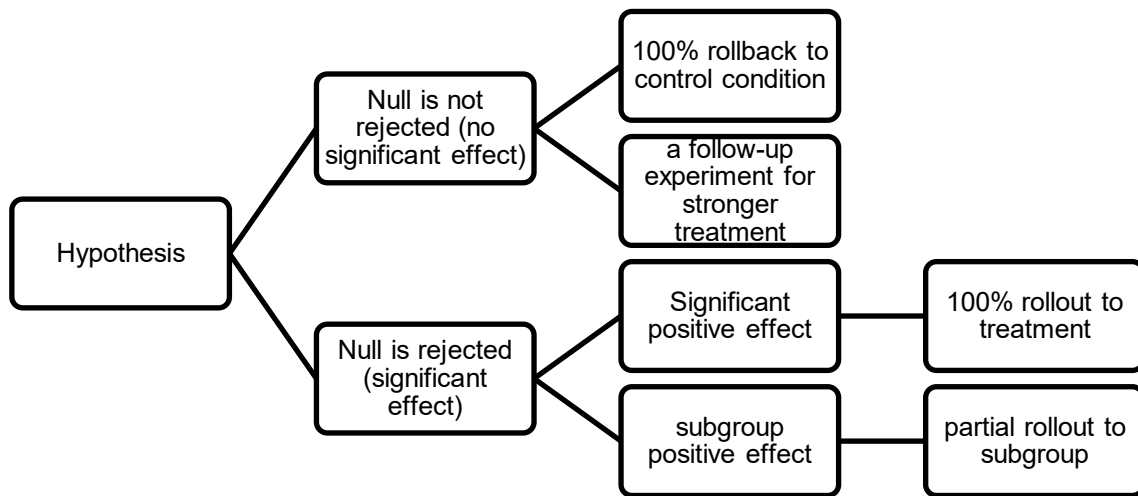 Hypothesis
Null is not
rejected (no
significant effect)
100% rollback to
control condition
a follow-up
experiment for
stronger
treatment
Null is rejected
(significant
effect)
Significant
positive effect
100% rollout to
treatment
subgroup
positive effect
partial rollout to
subgroup